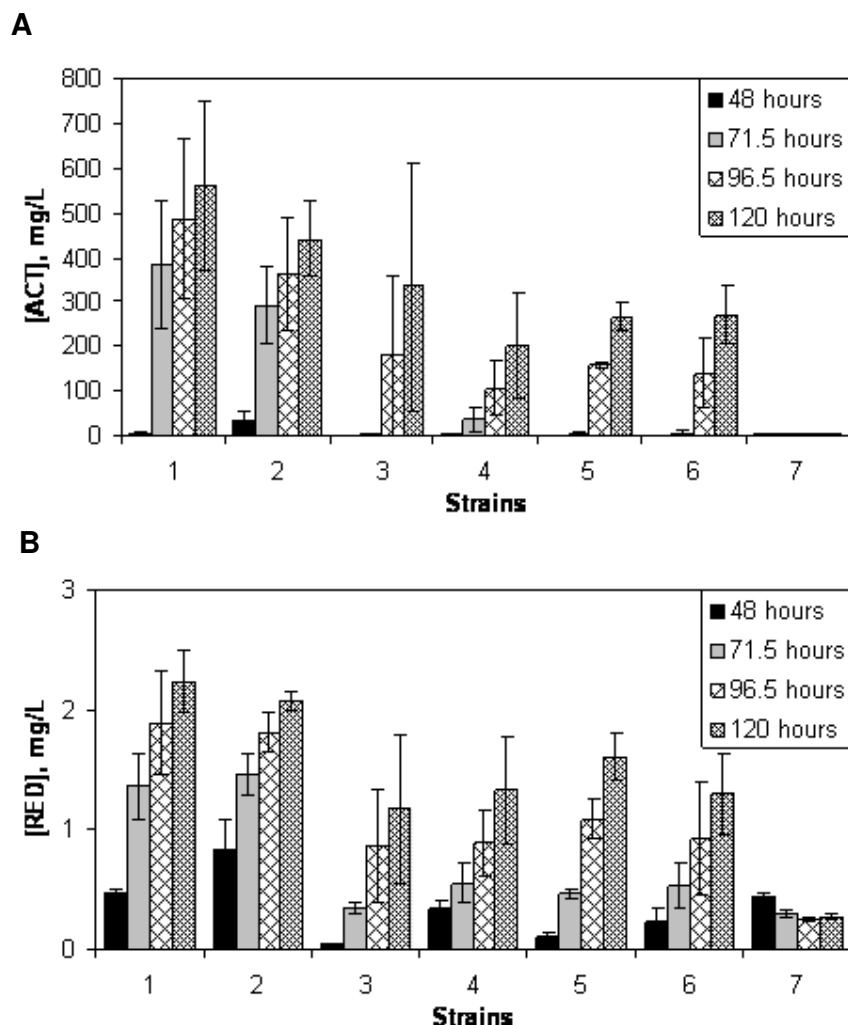 A
800
700
600
500
400
300
200
100
0
[ACT], mg/L
48 hours
71.5 hours
96.5 hours
120 hours
1 2 3 4 5 6 7
Strains
B
3
2
1
0
[RED], mg/L
48 hours
71.5 hours
96.5 hours
120 hours
1 2 3 4 5 6 7
Strains